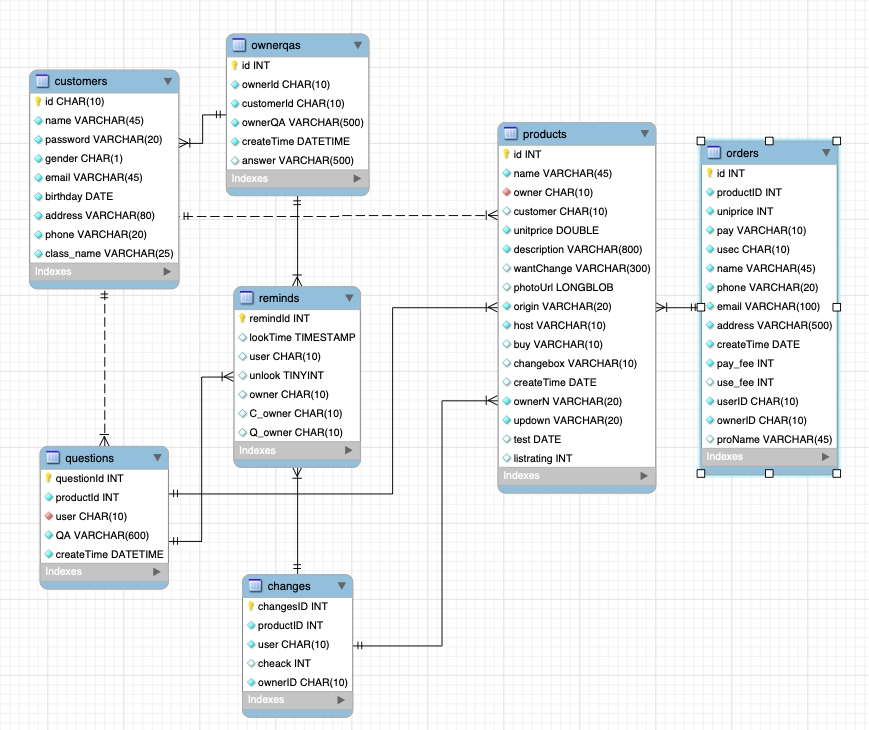 ownerqas
id INT
ownerId CHAR(10)
customerId CHAR(10)
ownerQA VARCHAR(500)
createTime DATETIME
answer VARCHAR(500)
Indexes
customers
id CHAR(10)
name VARCHAR(45)
password VARCHAR(20)
gender CHAR(1)
email VARCHAR(45)
birthday DATE
address VARCHAR(80)
phone VARCHAR(20)
class_name VARCHAR(25)
Indexes
products
id INT
name VARCHAR(45)
owner CHAR(10)
customer CHAR(10)
unitprice DOUBLE
description VARCHAR(800)
wantChange VARCHAR(300)
photoUrl LONGBLOB
origin VARCHAR(20)
host VARCHAR(10)
buy VARCHAR(10)
changebox VARCHAR(10)
createTime DATE
ownerN VARCHAR(20)
updown VARCHAR(20)
test DATE
listrating INT
Indexes
orders
id INT
productID INT
uniprice INT
pay VARCHAR(10)
usec CHAR(10)
name VARCHAR(45)
phone VARCHAR(20)
email VARCHAR(100)
address VARCHAR(500)
createTime DATE
pay_fee INT
use_fee INT
userID CHAR(10)
ownerID CHAR(10)
proName VARCHAR(45)
Indexes
reminds
remindId INT
lookTime TIMESTAMP
user CHAR(10)
unlook TINYINT
owner CHAR(10)
C_owner CHAR(10)
Q_owner CHAR(10)
Indexes
questions
questionId INT
productId INT
user CHAR(10)
QA VARCHAR(600)
createTime DATETIME
Indexes
changes
changesID INT
productID INT
user CHAR(10)
cheack INT
ownerID CHAR(10)
Indexes